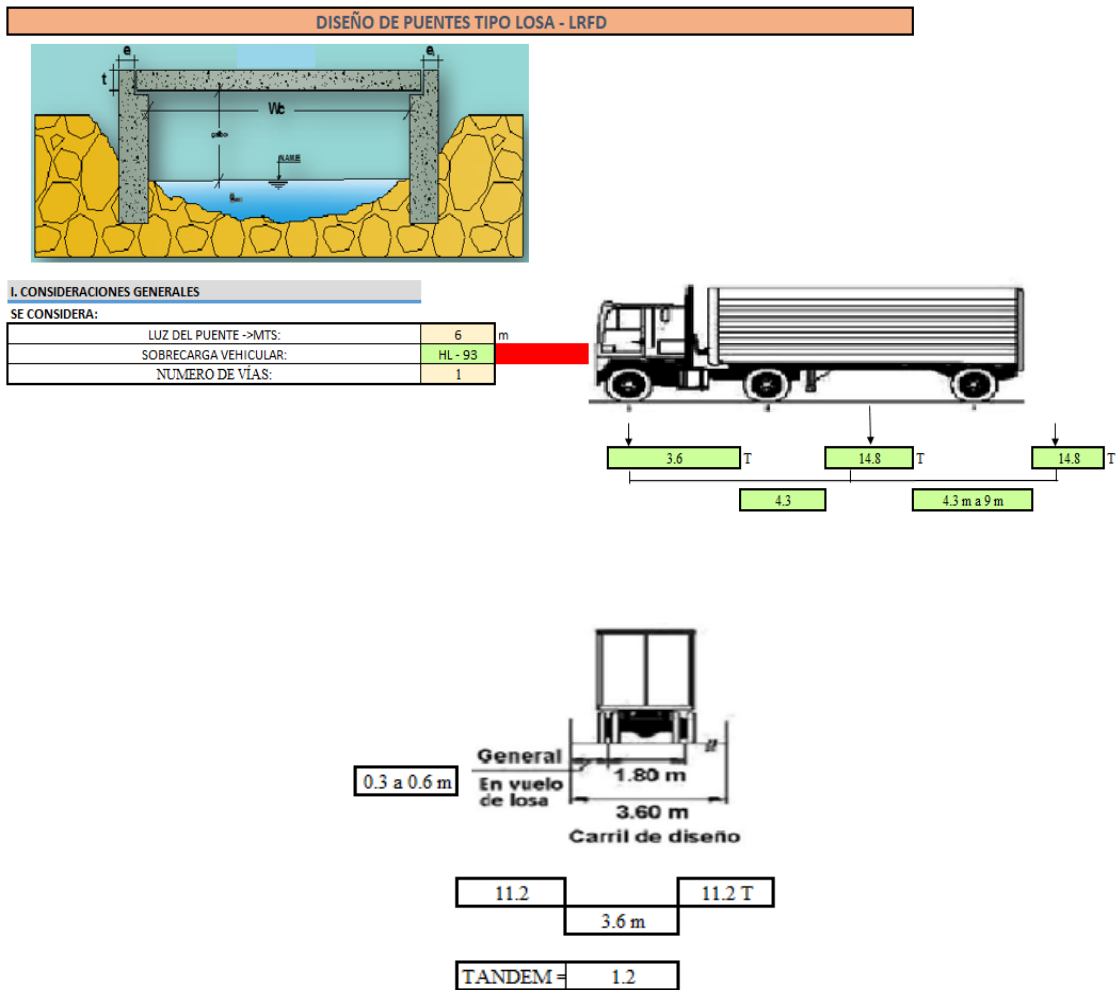 DISEÑO DE PUENTES TIPO LOSA - LRFD
e e
t
Wc
I. CONSIDERACIONES GENERALES
SE CONSIDERA:
LUZ DEL PUENTE ->MTS: 6 m
SOBRECARGA VEHICULAR: HL - 93
NUMERO DE VÍAS: 1
3.6 T 14.8 T 14.8 T
4.3 4.3 m a 9 m
General
0.3 a 0.6 m
En vuelo
de losa
1.80 m
3.60 m
Carril de diseño
11.2 11.2 T
3.6 m
TANDEM = 1.2